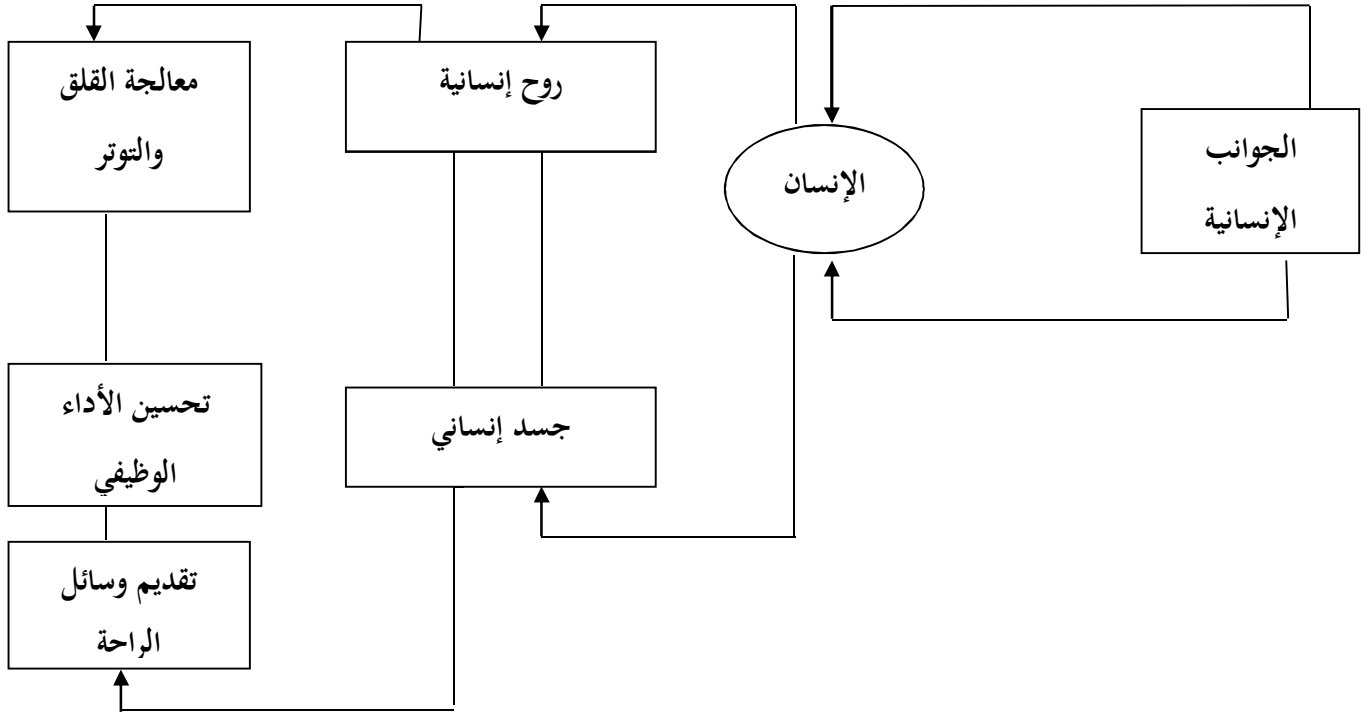 الجوانب
الإنسانية
الإنسان
روح إنسانية
جسد إنساني
معالجة القلق
والتوتر
تحسين الأداء
الوظيفي
تقديم وسائل
الراحة